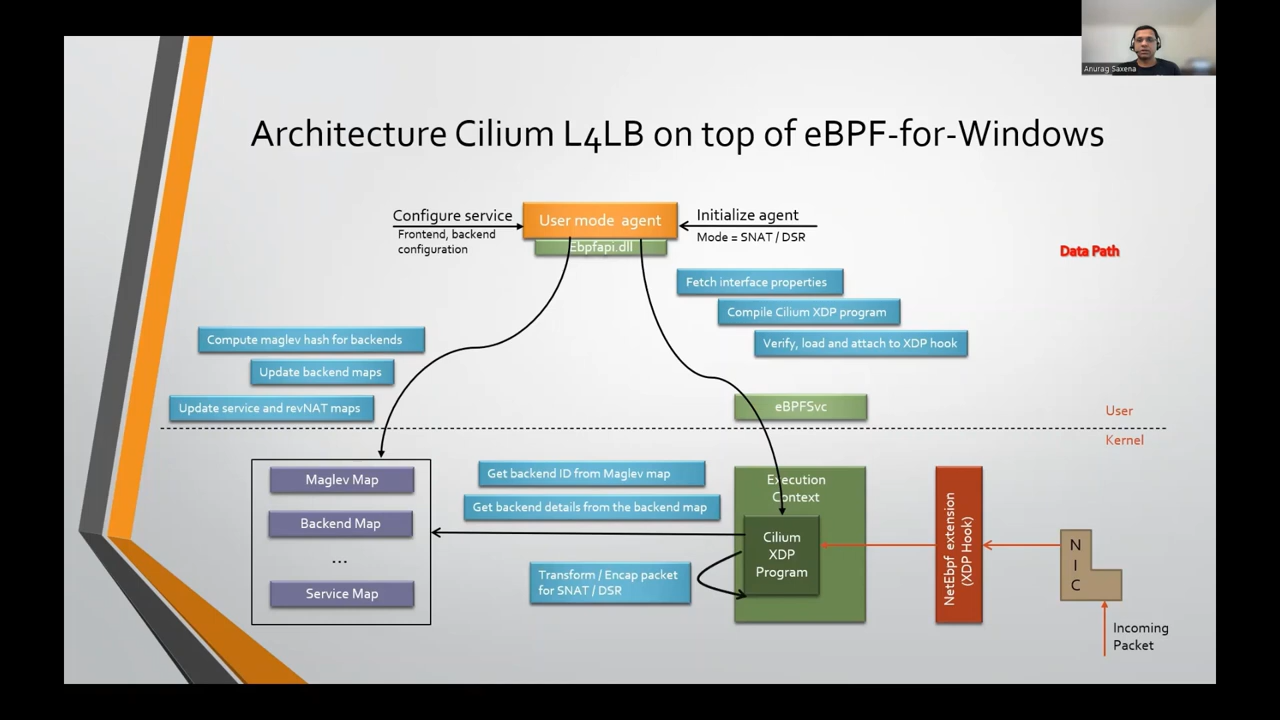 Anurag Saxena
Architecture Cilium L4LB on top of eBPF-for-Windows
Configure service
Frontend, backend
configuration
User mode agent
Ebpfapi.dll
Initialize agent
Mode = SNAT / DSR
Data Path
Fetch interface properties
Compile Cilium XDP program
Verify, load and attach to XDP hook
Compute maglev hash for backends
Update backend maps
Update service and revNAT maps
eBPFSvc
User
Kernel
Maglev Map
Backend Map
...
Service Map
Get backend ID from Maglev map
Get backend details from the backend map
Transform / Encap packet
for SNAT / DSR
Execution
Context
Cilium
XDP
Program
NetEbpf extension
(XDP Hook)
N
I
C
Incoming
Packet